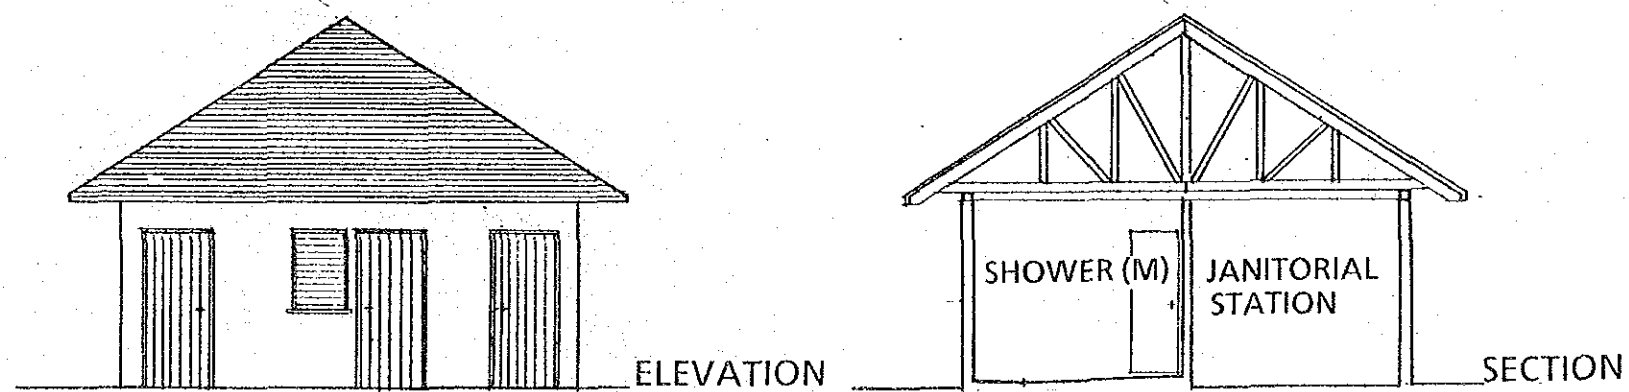 ELEVATION
SHOWER (M)
JANITORIAL
STATION
SECTION